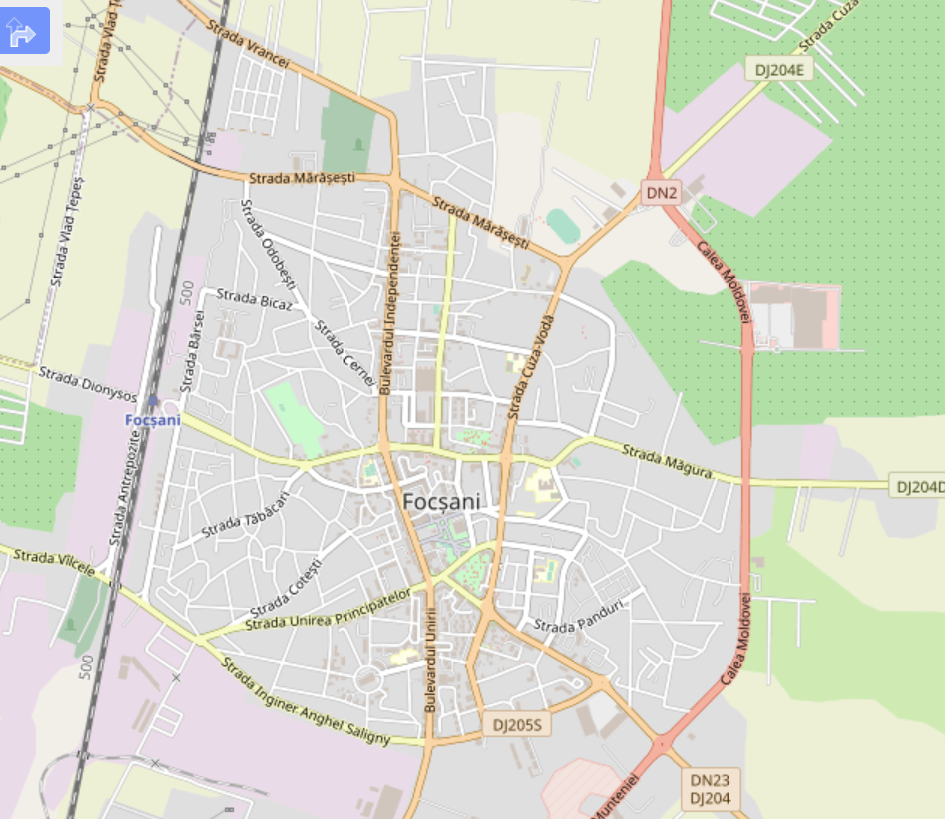 Strada Vlad Ț
Strada Vrancei
Strada Cuza
DJ204E
Strada Mărășești
DN2
Strada Vlad Țepeș
Strada Odobești
Strada Mărășești
Calea Moldovei
500
Strada Bicaz
Bulevardul Independenței
Strada Bârsei
Strada Cernei
Strada Cuza-Vodă
Strada Dionysos
Focșani
Strada Antrepozite
Strada Măgura
DJ204D
Focșani
Strada Tăbăcari
Strada Vîlcele
Strada Cotești
Strada Unirea Principatelor
Strada Panduri
Calea Moldovei
500
Bulevardul Unirii
Strada Inginer Anghel Saligny
DJ205S
DN23
DJ204
Munteniei